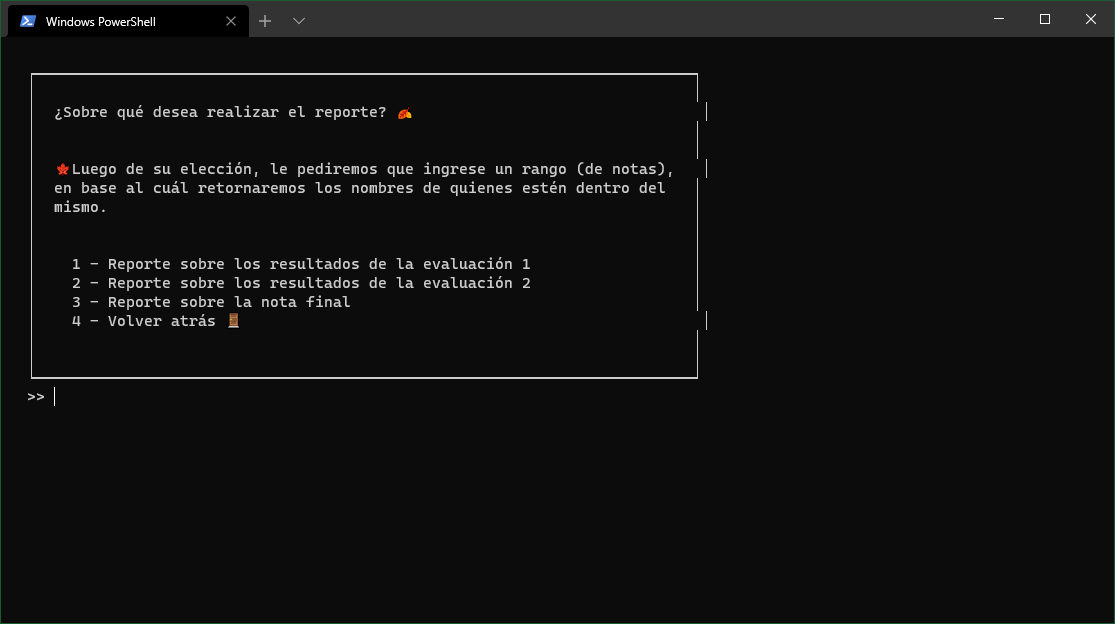 Windows PowerShell
¿Sobre qué desea realizar el reporte? 🍂
🍁Luego de su elección, le pediremos que ingrese un rango (de notas),
en base al cuál retornaremos los nombres de quienes estén dentro del
mismo.
1 - Reporte sobre los resultados de la evaluación 1
2 - Reporte sobre los resultados de la evaluación 2
3 - Reporte sobre la nota final
4 - Volver atrás 🚪
>>